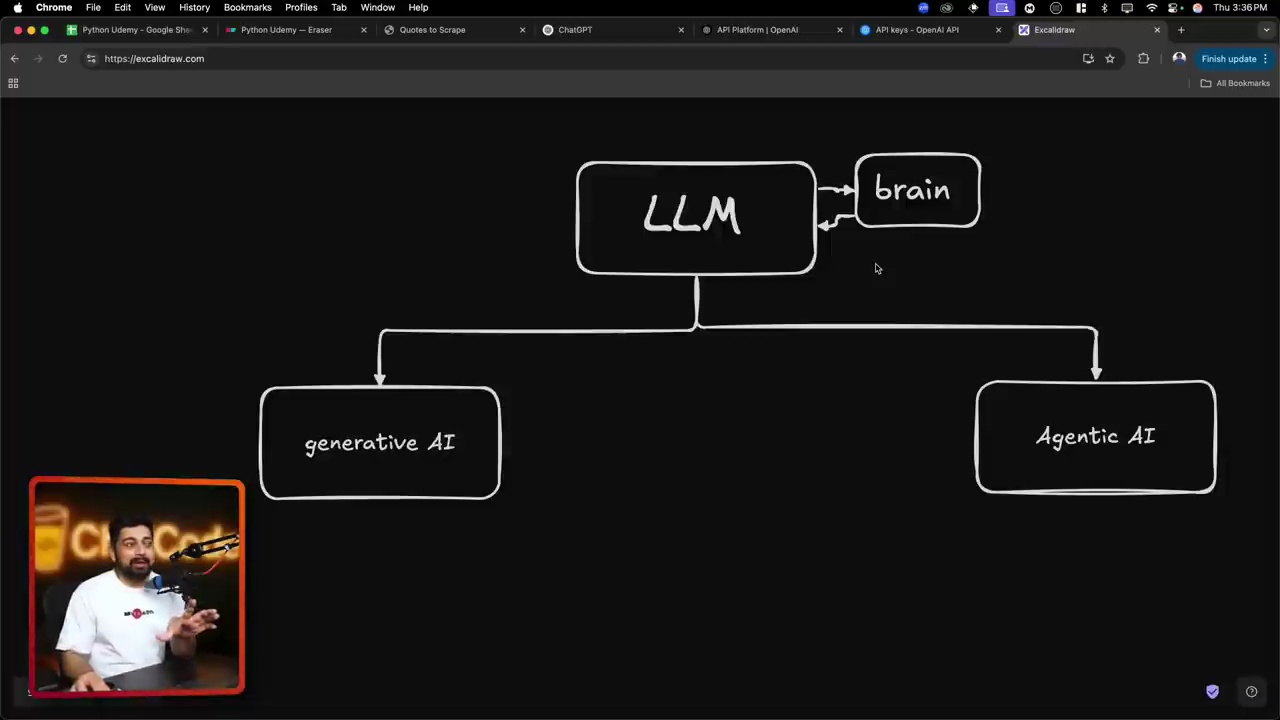 Chrome File Edit View History Bookmarks Profiles Tab Window Help Thu 3:36 PM
Python Udemy - Google She Python Udemy — Eraser Quotes to Scrape ChatGPT API Platform | OpenAI API keys - OpenAI API Excalidraw
https://excalidraw.com Finish update
All Bookmarks
LLM
brain
generative AI
Agentic AI